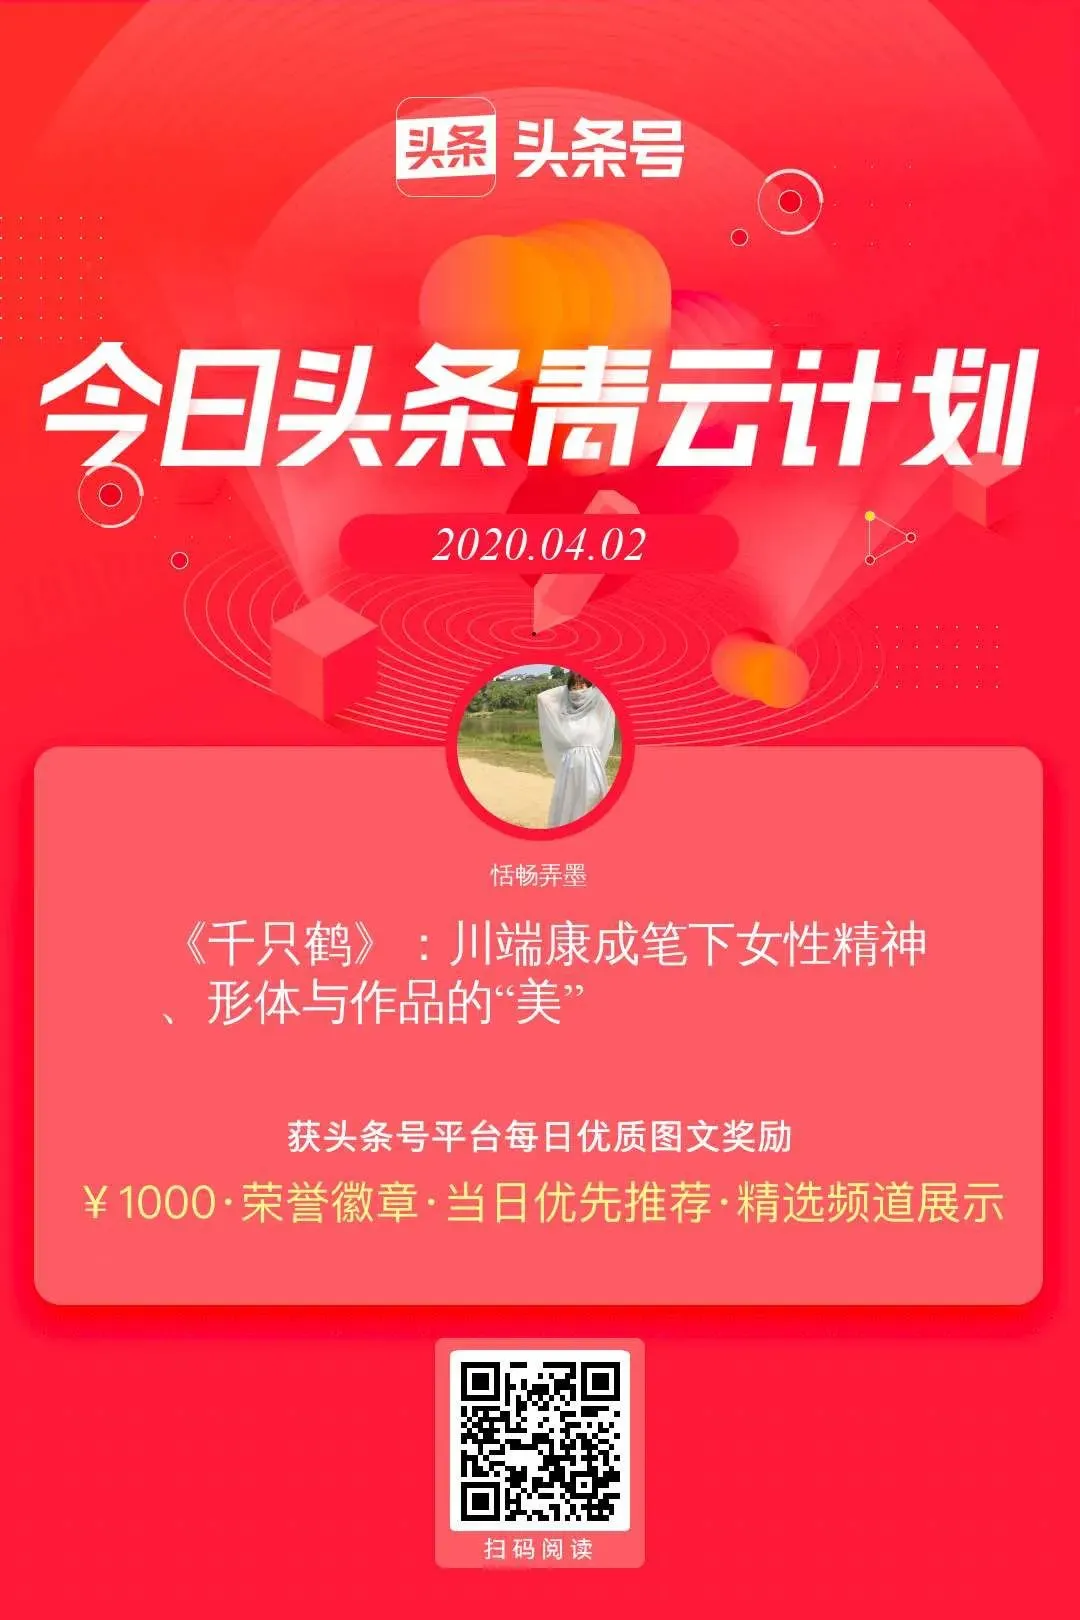 头条 头条号
今日头条青云计划
2020.04.02
恬畅弄墨
《千只鹤》：川端康成笔下女性精神
、形体与作品的“美”
获头条号平台每日优质图文奖励
￥1000·荣誉徽章·当日优先推荐·精选频道展示
扫码阅读